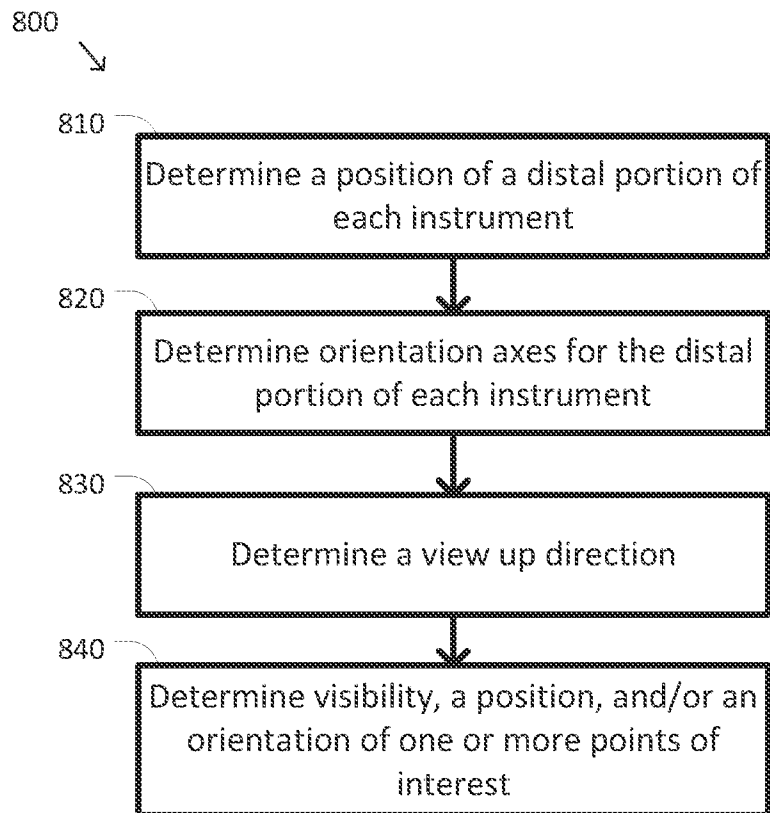 800
810
Determine a position of a distal portion of
each instrument
820
Determine orientation axes for the distal
portion of each instrument
830
Determine a view up direction
840
Determine visibility, a position, and/or an
orientation of one or more points of
interest